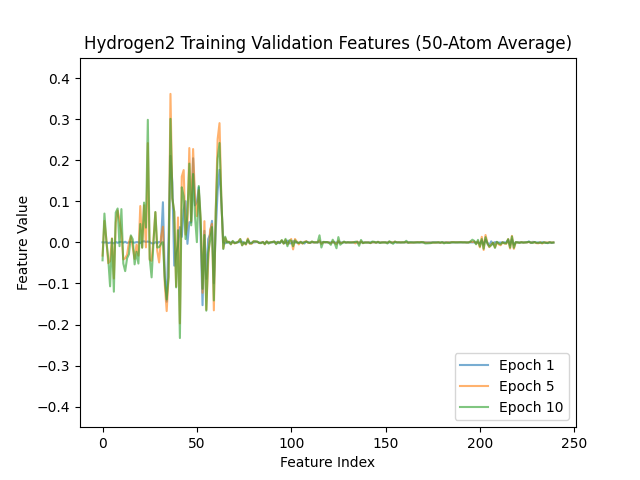 Hydrogen2 Training Validation Features (50-Atom Average)
0.4
0.3
0.2
0.1
0.0
−0.1
−0.2
−0.3
−0.4
Feature Value
0 50 100 150 200 250
Feature Index
Epoch 1
Epoch 5
Epoch 10